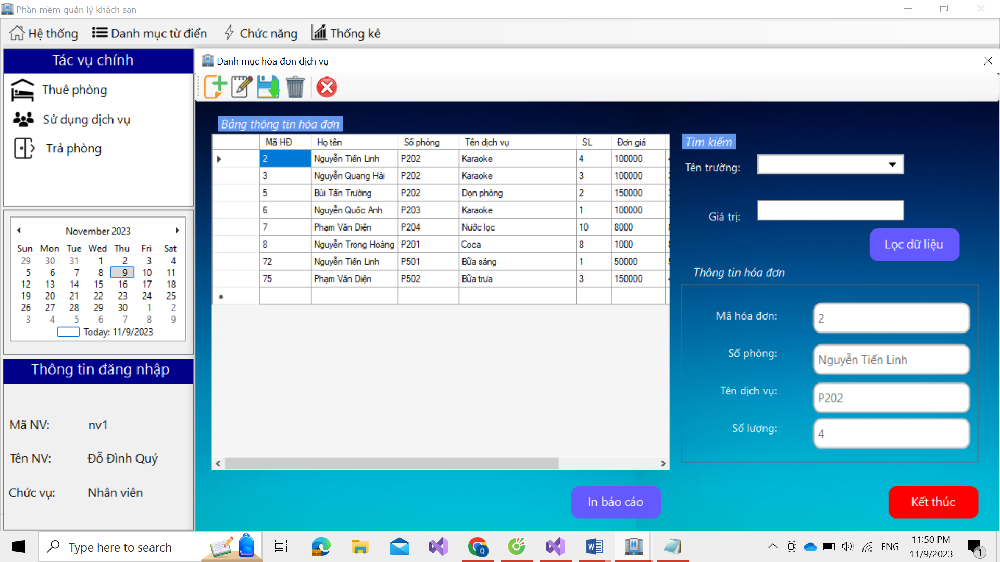 Phần mềm quản lý khách sạn
Hệ thống Danh mục từ điển Chức năng Thống kê
Tác vụ chính
Thuê phòng
Sử dụng dịch vụ
Trả phòng
November 2023
Sun Mon Tue Wed Thu Fri Sat
29 30 31 1 2 3 4
5 6 7 8 9 10 11
12 13 14 15 16 17 18
19 20 21 22 23 24 25
26 27 28 29 30 1 2
3 4 5 6 7 8 9
Today: 11/9/2023
Thông tin đăng nhập
Mã NV: nv1
Tên NV: Đỗ Đình Quý
Chức vụ: Nhân viên
Danh mục hóa đơn dịch vụ
Bảng thông tin hóa đơn
Mã HĐ Họ tên Số phòng Tên dịch vụ SL Đơn giá
2 Nguyễn Tiến Linh P202 Karaoke 4 100000
3 Nguyễn Quang Hải P202 Karaoke 3 100000
5 Bùi Tấn Trường P202 Dọn phòng 2 150000
6 Nguyễn Quốc Anh P203 Karaoke 1 100000
7 Phạm Văn Diện P204 Nước lọc 10 8000
8 Nguyễn Trọng Hoàng P201 Coca 8 1000
72 Nguyễn Tiến Linh P501 Bữa sáng 1 50000
75 Phạm Văn Diện P502 Bữa trưa 3 150000
In báo cáo
Tìm kiếm
Tên trường:
Giá trị:
Lọc dữ liệu
Thông tin hóa đơn
Mã hóa đơn: 2
Số phòng: Nguyễn Tiến Linh
Tên dịch vụ: P202
Số lượng: 4
Kết thúc
Type here to search
ENG
11:50 PM
11/9/2023
1